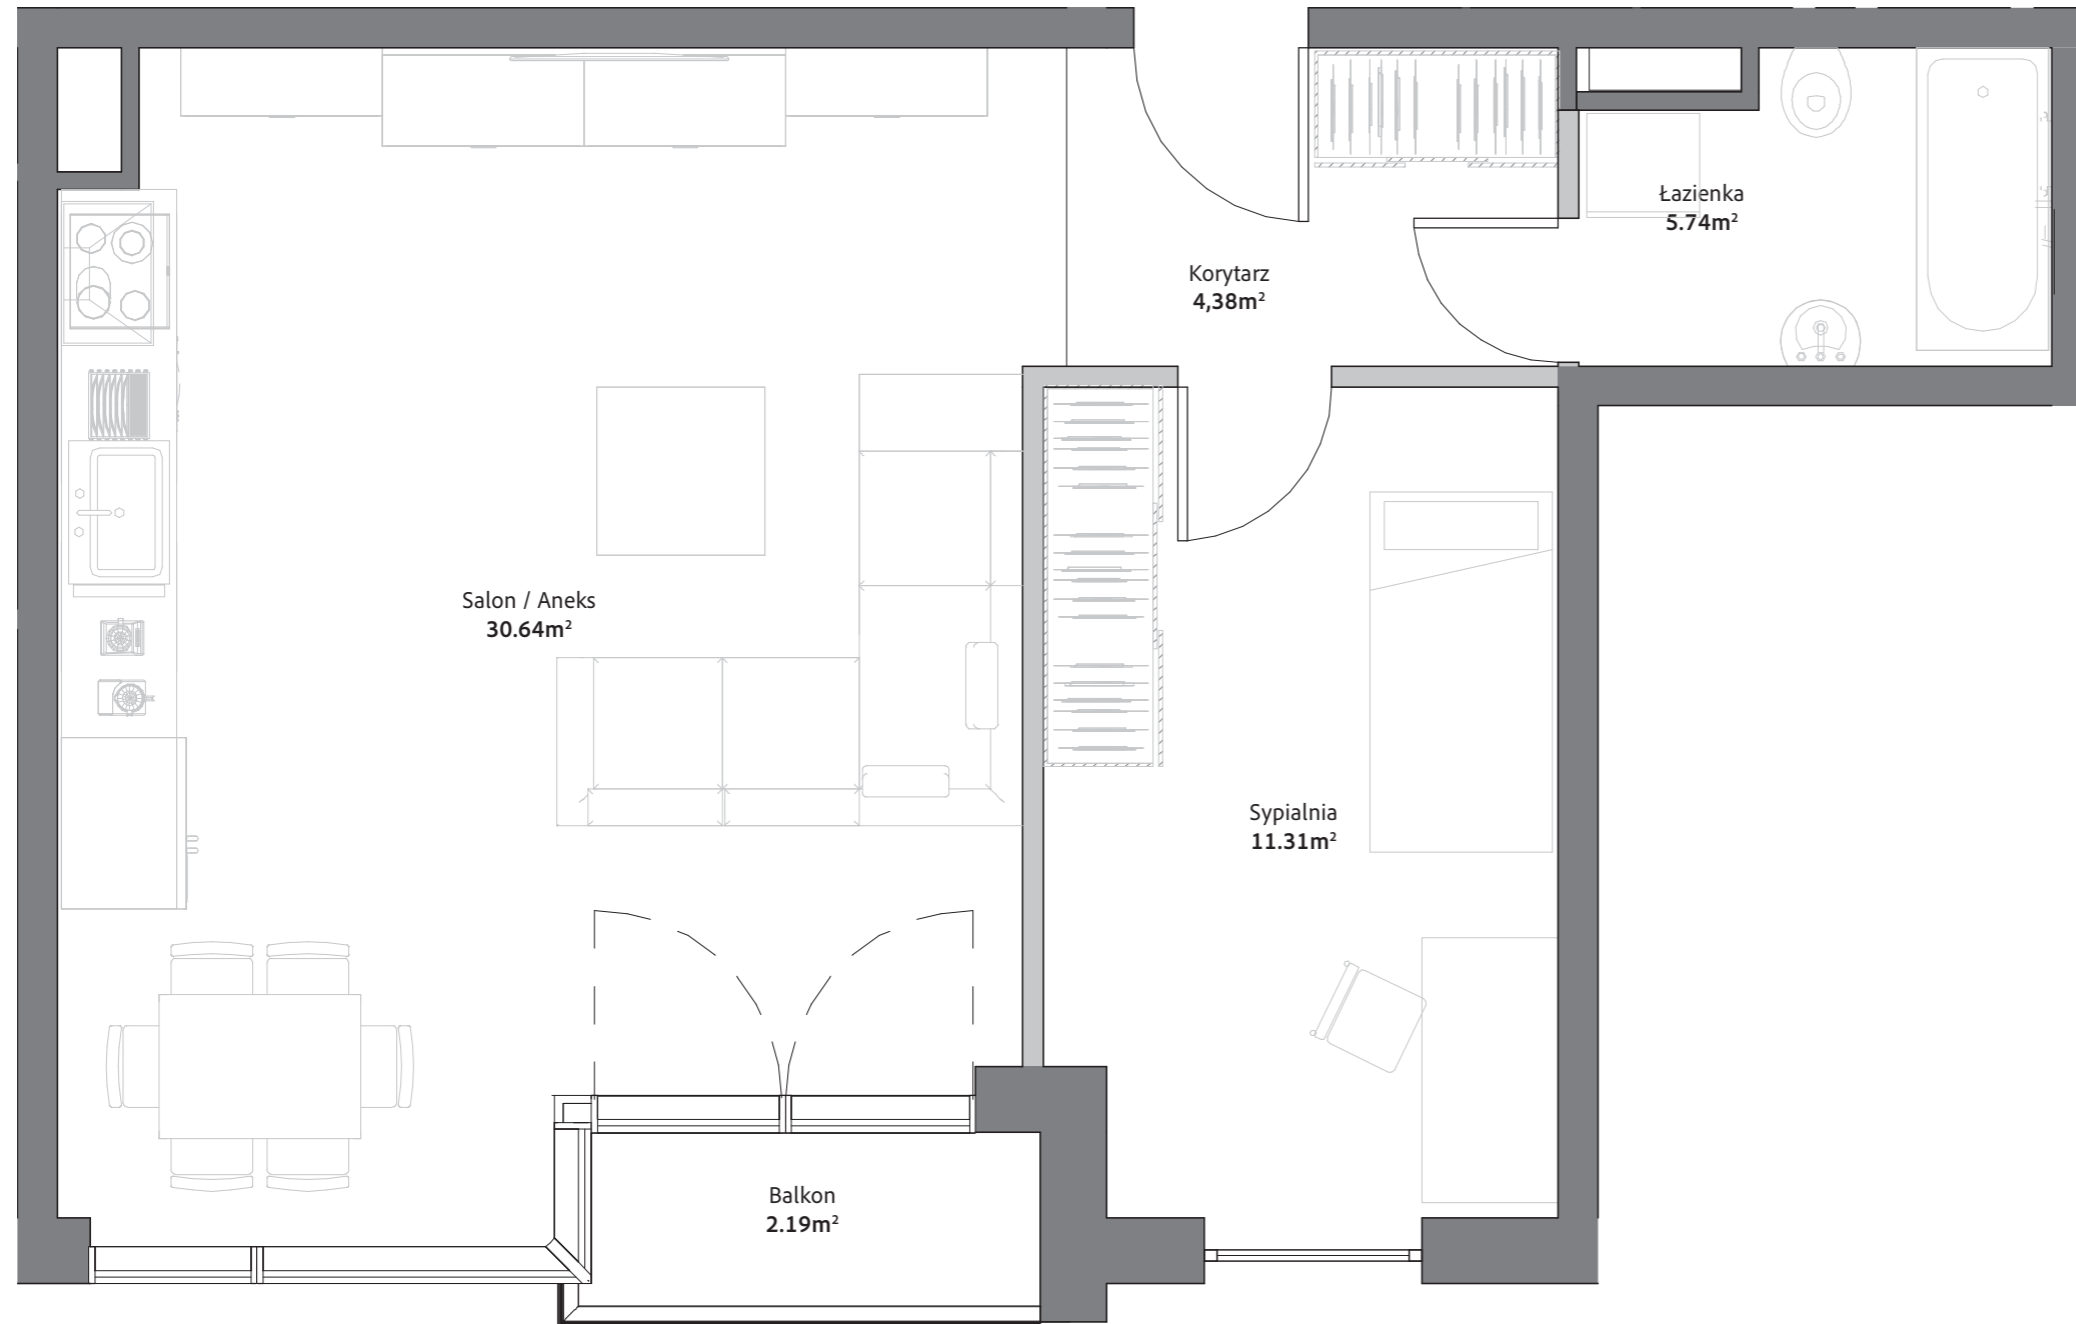 Łazienka
5.74m²
Korytarz
4,38m²
Salon / Aneks
30.64m²
Sypialnia
11.31m²
Balkon
2.19m²